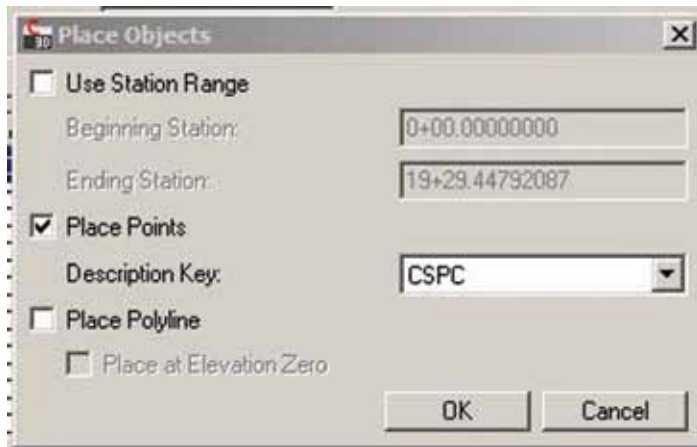 Place Objects
Use Station Range
Beginning Station: 0+00.00000000
Ending Station: 19+29.44792087
Place Points
Description Key: CSPC
Place Polyline
Place at Elevation Zero
OK Cancel